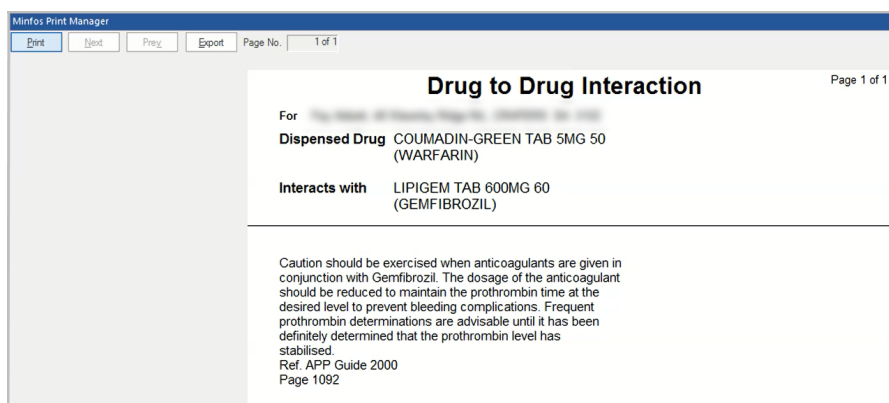 Minfos Print Manager
Print Next Prev Export Page No. 1 of 1
Drug to Drug Interaction Page 1 of 1
For
Dispensed Drug COUMADIN-GREEN TAB 5MG 50
(WARFARIN)
Interacts with LIPIGEM TAB 600MG 60
(GEMFIBROZIL)
Caution should be exercised when anticoagulants are given in
conjunction with Gemfibrozil. The dosage of the anticoagulant
should be reduced to maintain the prothrombin time at the
desired level to prevent bleeding complications. Frequent
prothrombin determinations are advisable until it has been
definitely determined that the prothrombin level has
stabilised.
Ref. APP Guide 2000
Page 1092